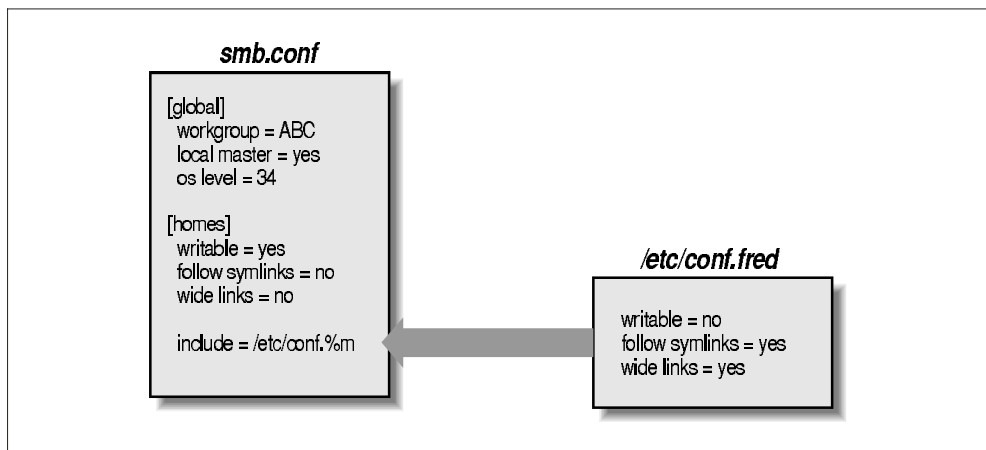 smb.conf
[global]
workgroup = ABC
local master = yes
os level = 34
[homes]
writable = yes
follow symlinks = no
wide links = no
include = /etc/conf.%m
/etc/conf.fred
writable = no
follow symlinks = yes
wide links = yes